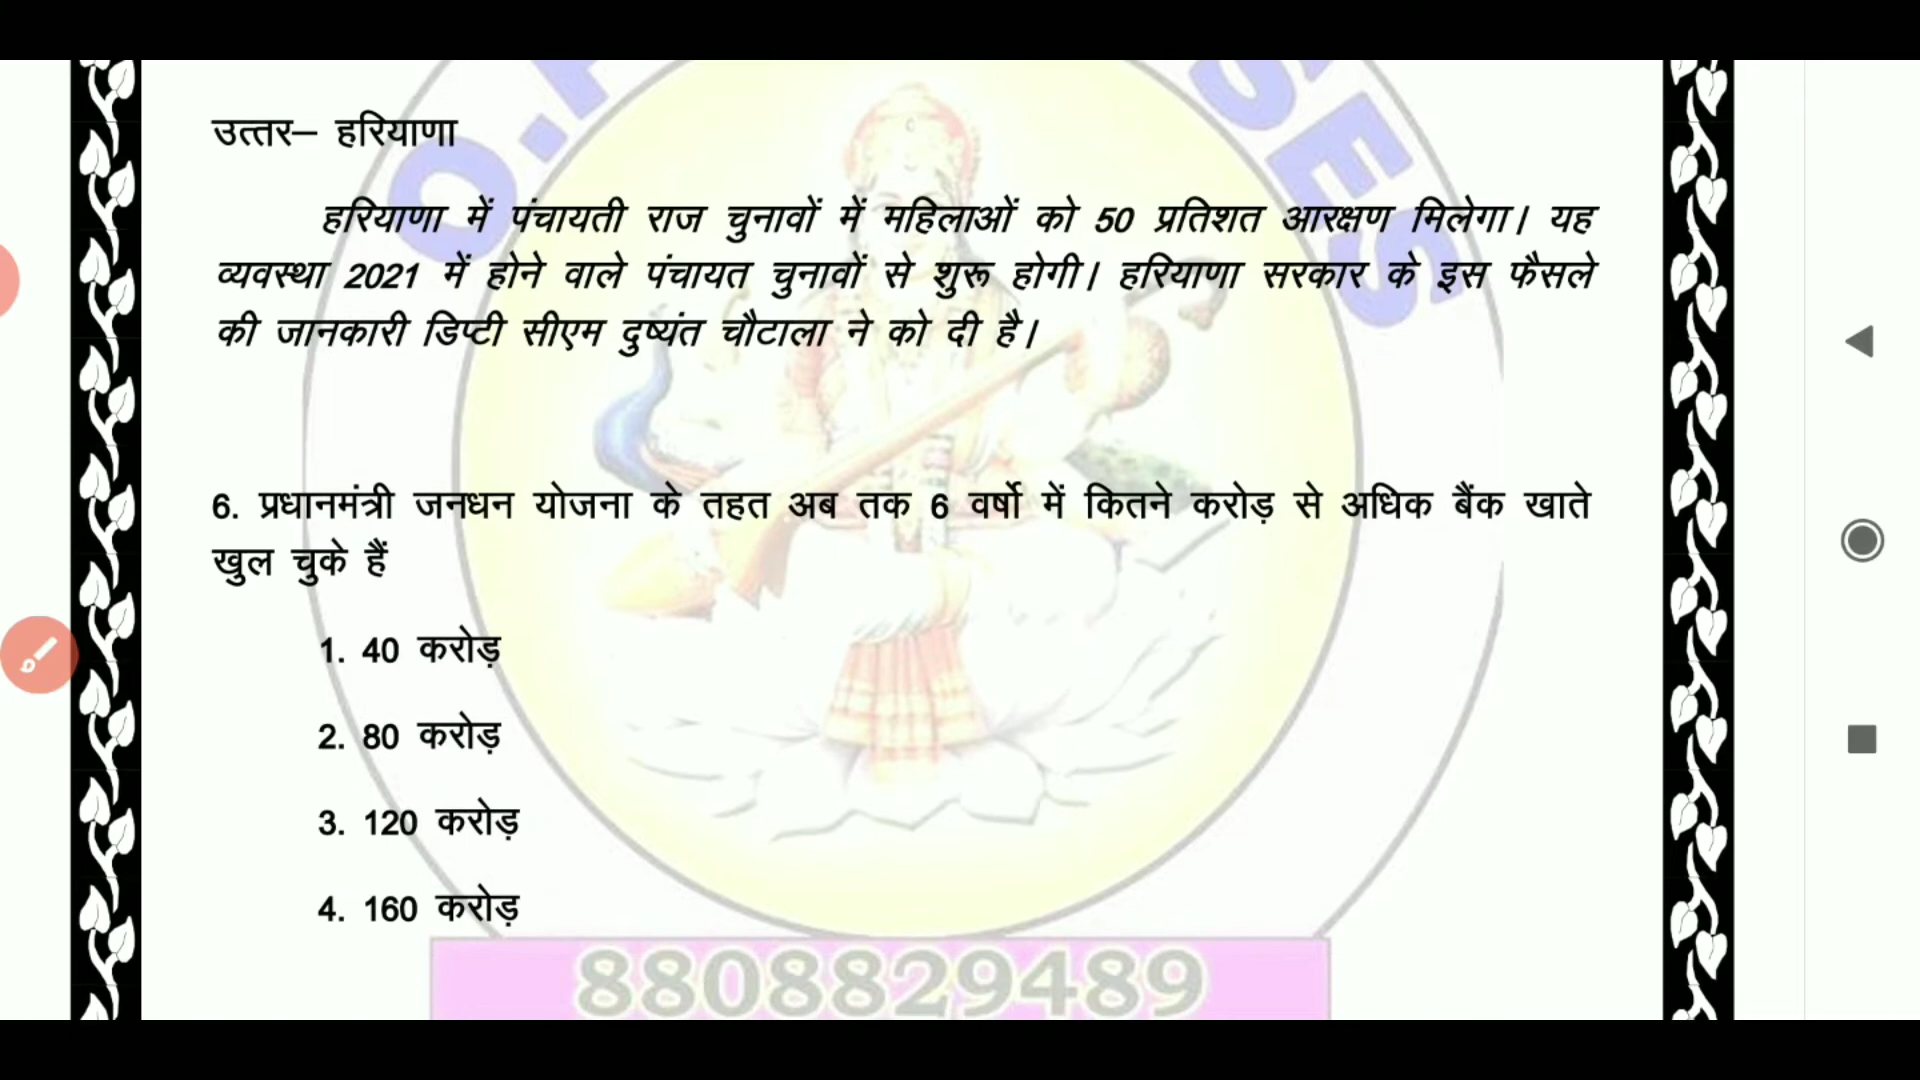 उत्तर– हरियाणा
हरियाणा में पंचायती राज चुनावों में महिलाओं को 50 प्रतिशत आरक्षण मिलेगा। यह
व्यवस्था 2021 में होने वाले पंचायत चुनावों से शुरू होगी। हरियाणा सरकार के इस फैसले
की जानकारी डिप्टी सीएम दुष्यंत चौटाला ने को दी है।
6. प्रधानमंत्री जनधन योजना के तहत अब तक 6 वर्षो में कितने करोड़ से अधिक बैंक खाते
खुल चुके हैं
1. 40 करोड़
2. 80 करोड़
3. 120 करोड़
4. 160 करोड़
8808829489